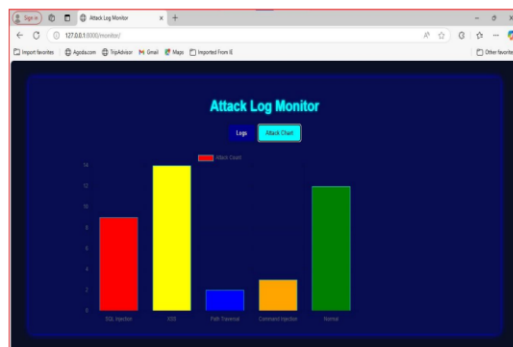 Sign in
Attack Log Monitor
127.0.0.1:8000/monitor/
Import favorites Agoda.com TripAdvisor Gmail Maps Imported From IE Other favorites
Attack Log Monitor
Logs Attack Chart
Attack Count
14
12
10
8
6
4
2
0
SQL Injection XSS Path Traversal Command Injection Normal